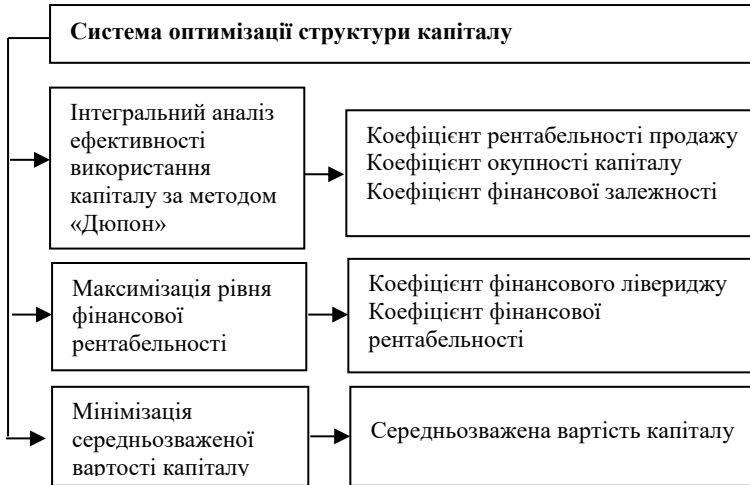 Система оптимізації структури капіталу
Інтегральний аналіз
ефективності
використання
капіталу за методом
«Дюпон»
Коефіцієнт рентабельності продажу
Коефіцієнт окупності капіталу
Коефіцієнт фінансової залежності
Максимізація рівня
фінансової
рентабельності
Коефіцієнт фінансового лівериджу
Коефіцієнт фінансової
рентабельності
Мінімізація
середньозваженої
вартості капіталу
Середньозважена вартість капіталу